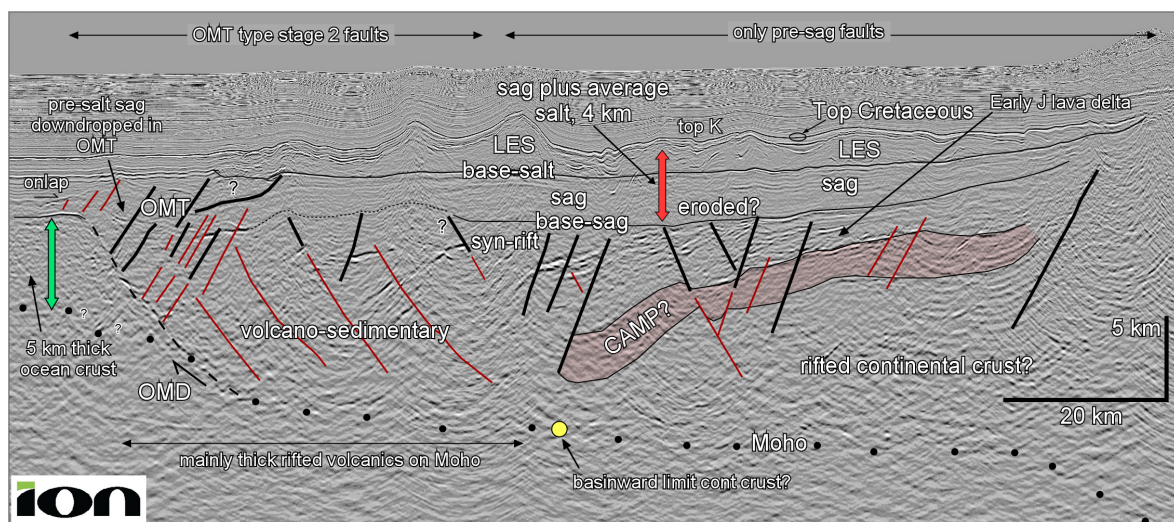 OMT type stage 2 faults
only pre-sag faults
pre-salt sag
downdropped in
OMT
sag plus average
salt, 4 km
top K
Top Cretaceous
Early J lava delta
LES
LES
base-salt
sag
onlap
?
OMT
sag
base-sag
eroded?
?
syn-rift
CAMP?
volcano-sedimentary
?
?
5 km thick
ocean crust
OMD
rifted continental crust?
5 km
20 km
Moho
mainly thick rifted volcanics on Moho
basinward limit cont crust?
ion